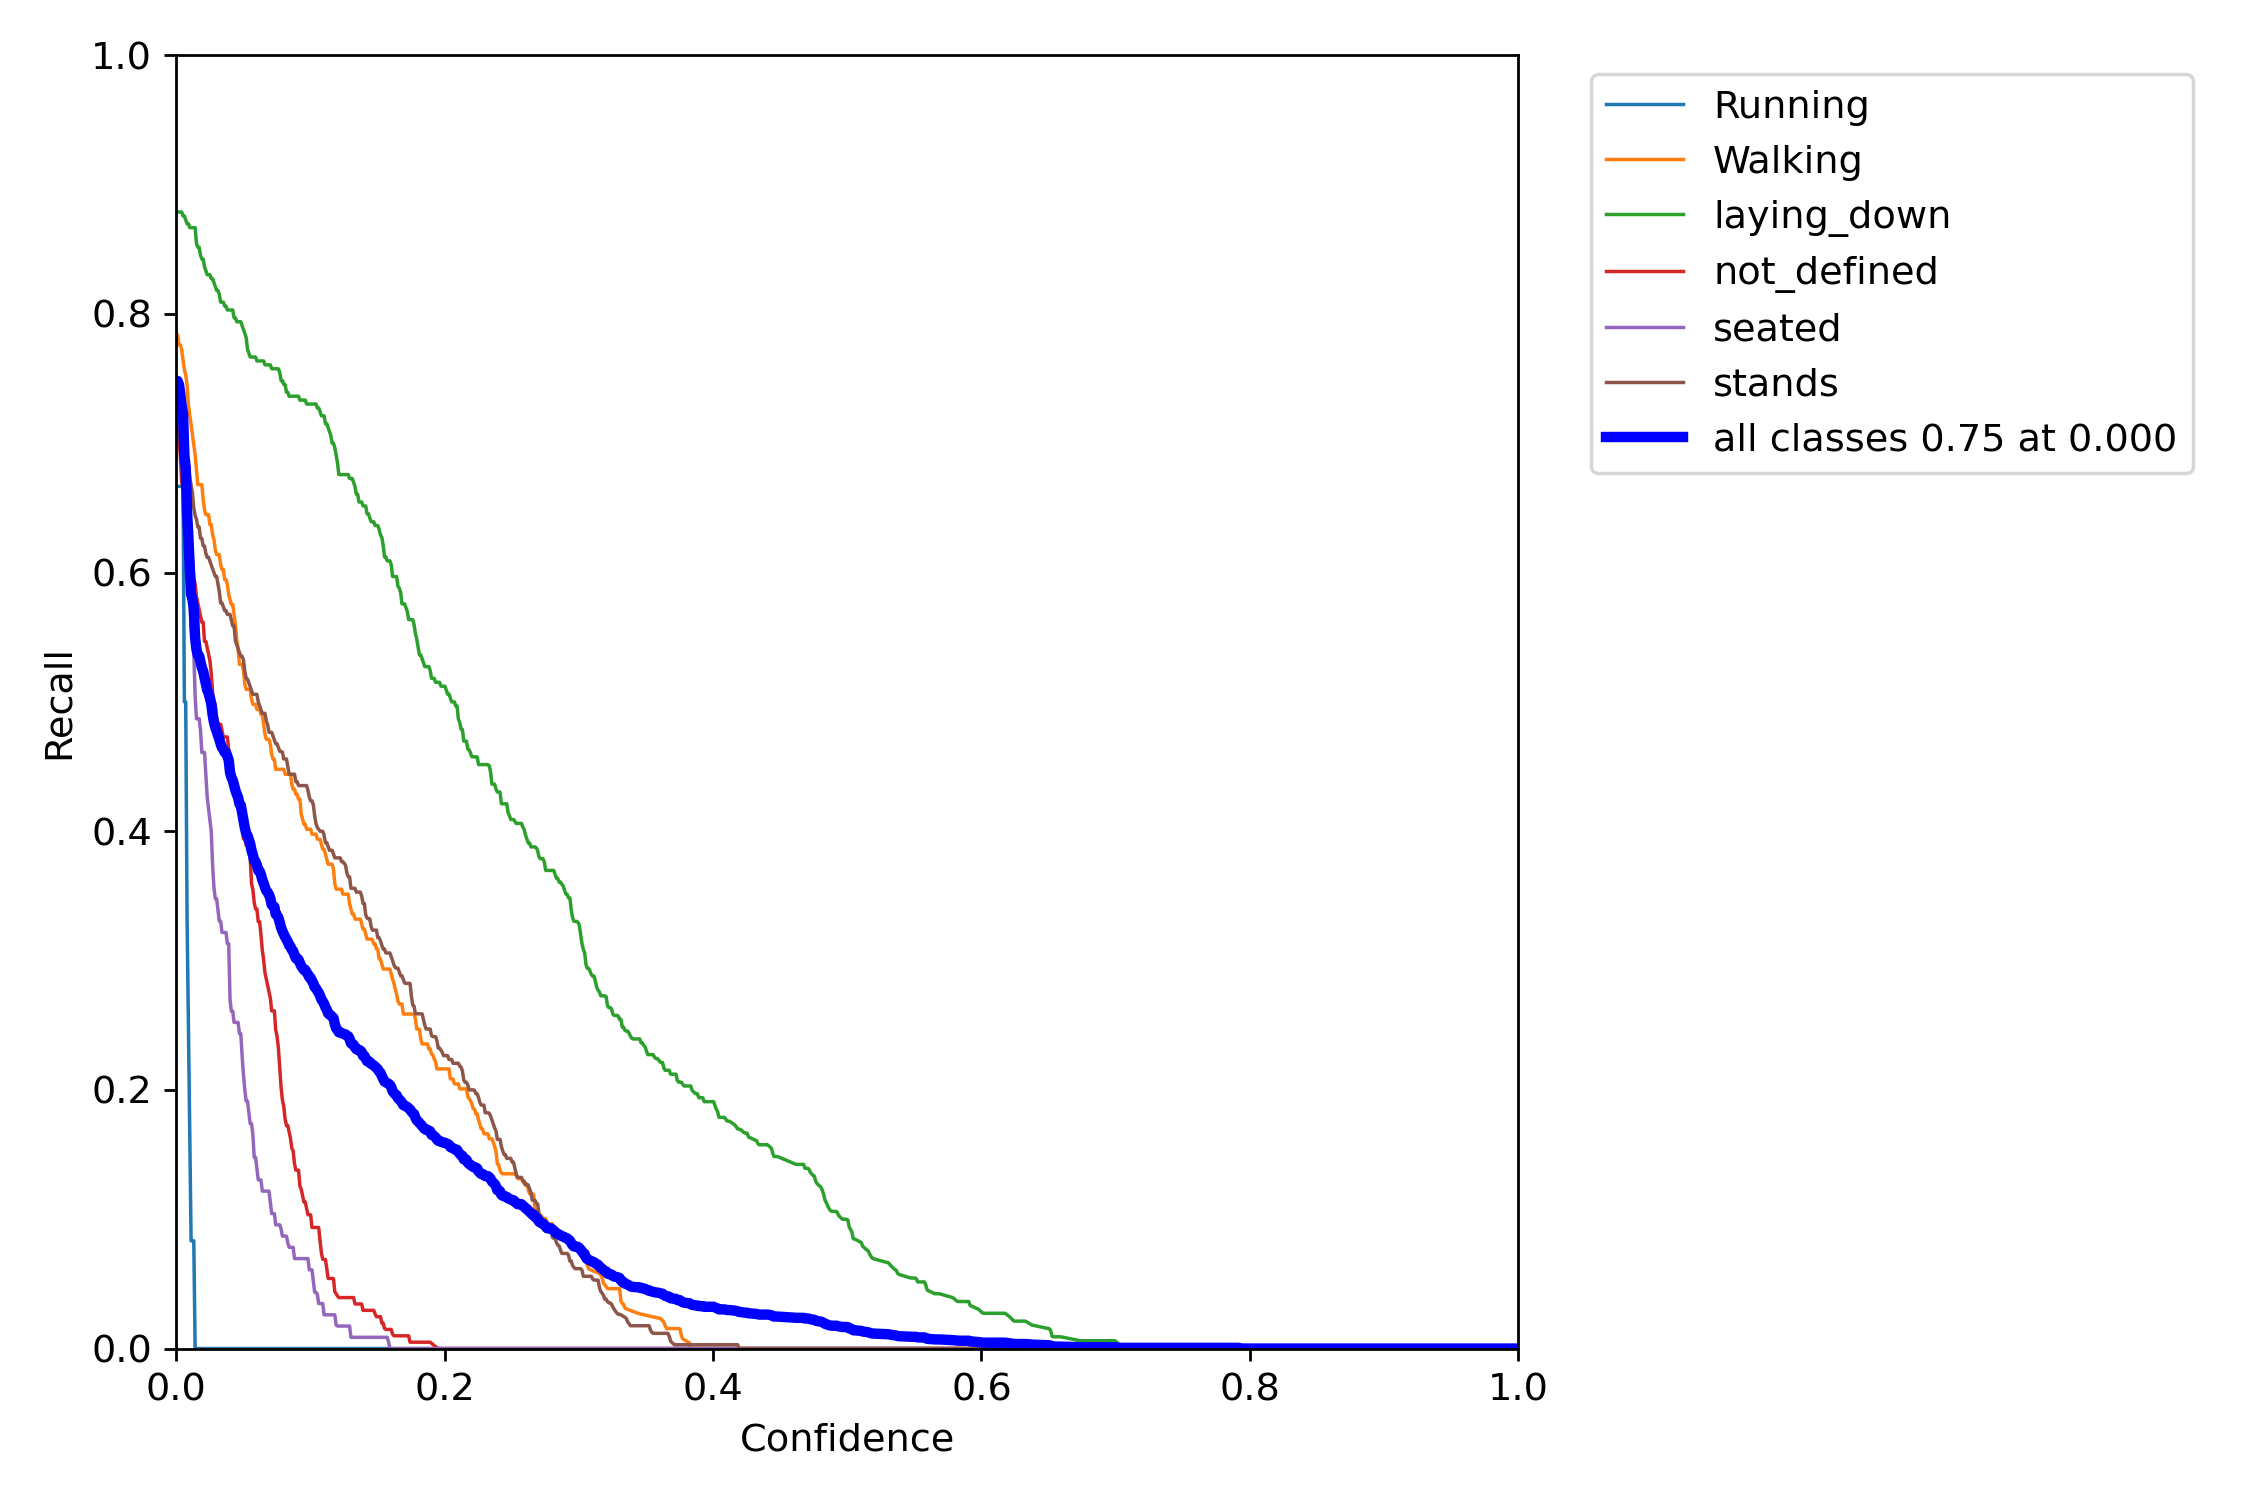 1.0
0.8
0.6
0.4
0.2
0.0
Recall
0.0 0.2 0.4 0.6 0.8 1.0
Confidence
Running
Walking
laying_down
not_defined
seated
stands
all classes 0.75 at 0.000